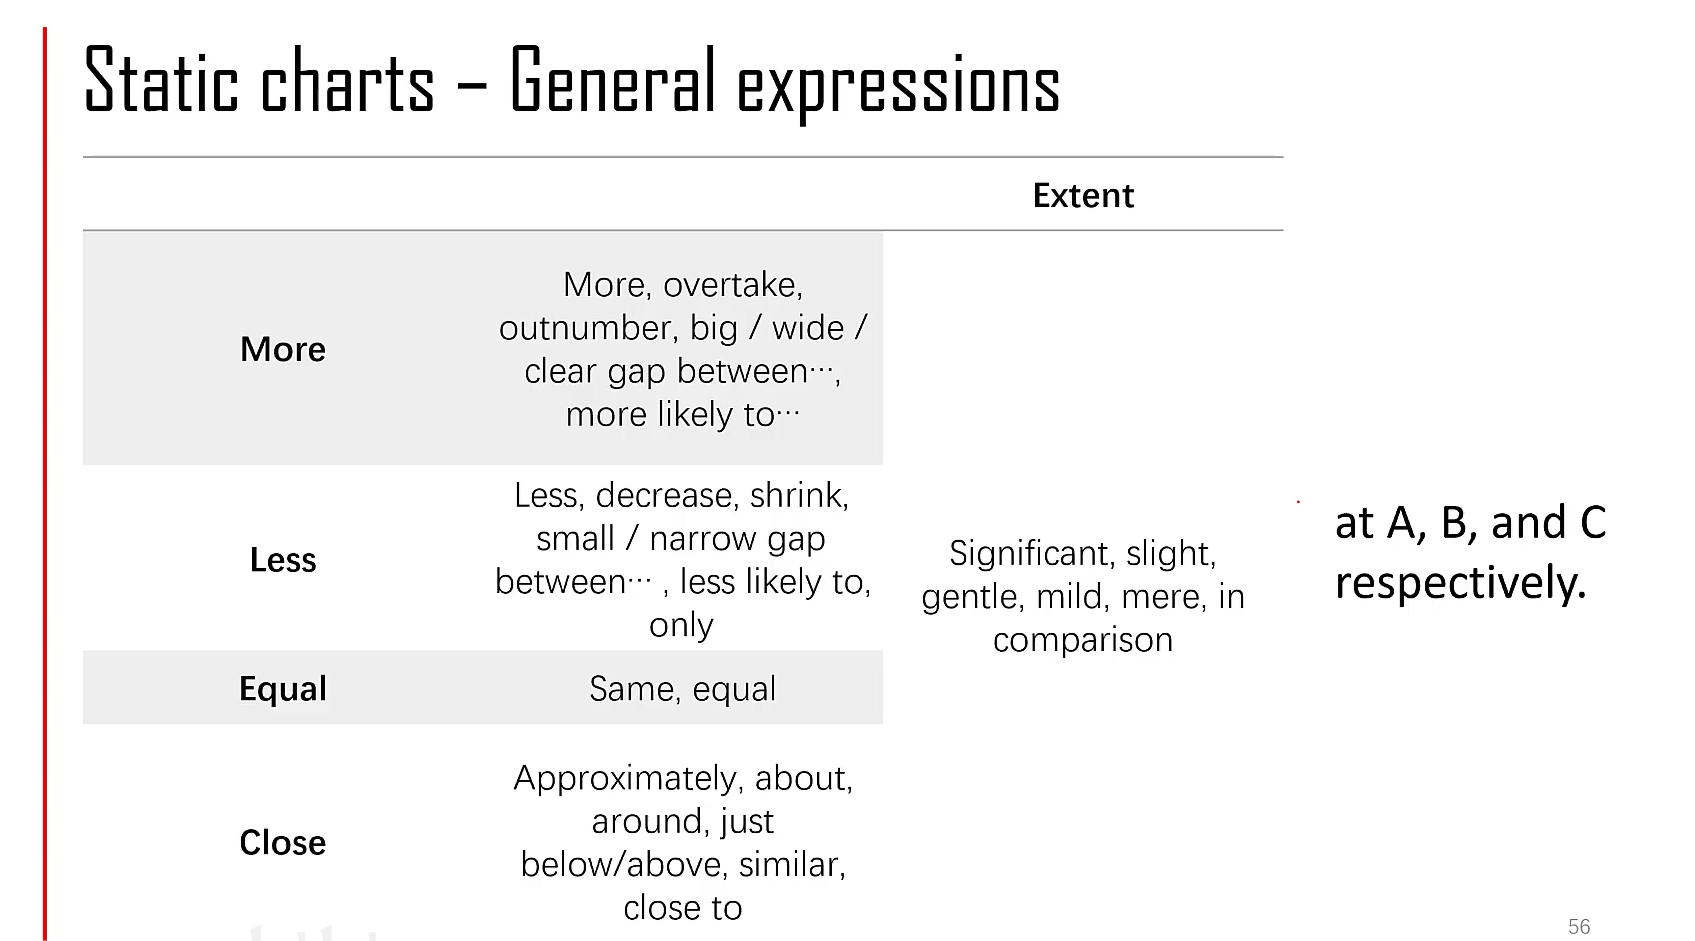 Static charts – General expressions
Extent
More
More, overtake,
outnumber, big / wide /
clear gap between···,
more likely to···
Less
Less, decrease, shrink,
small / narrow gap
between··· , less likely to,
only
Significant, slight,
gentle, mild, mere, in
comparison
at A, B, and C
respectively.
Equal
Same, equal
Close
Approximately, about,
around, just
below/above, similar,
close to
56